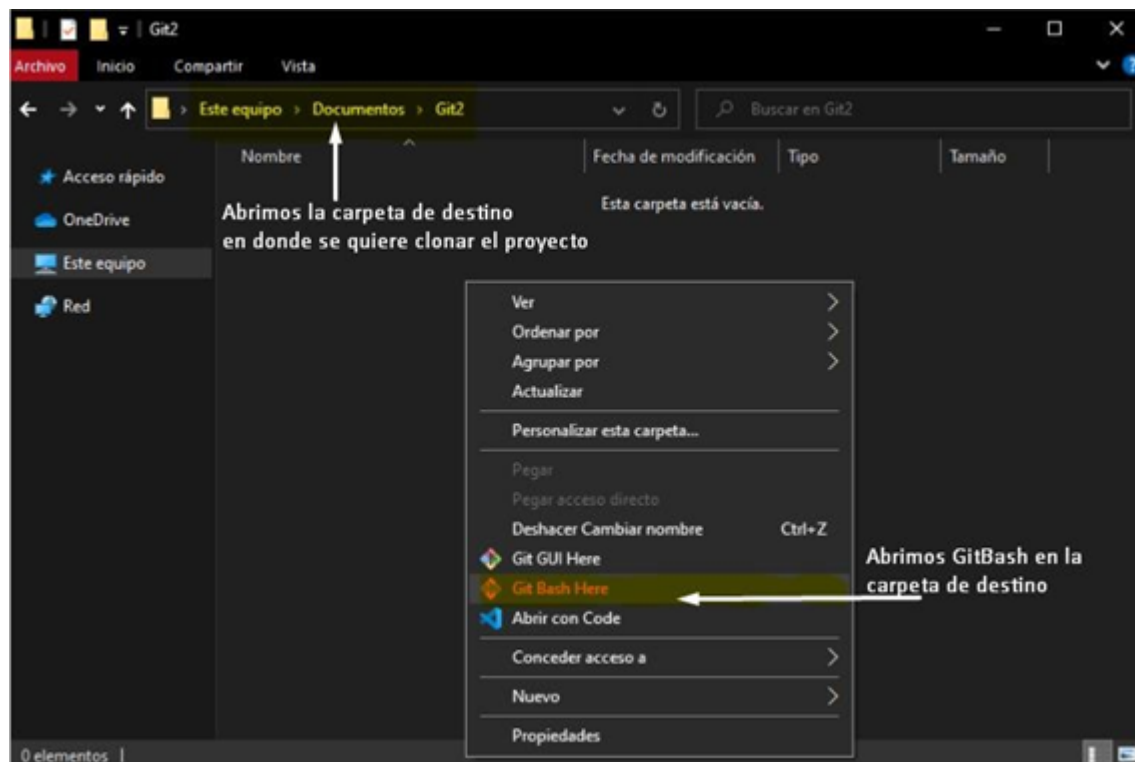 Git2
Archivo Inicio Compartir Vista
Este equipo > Documentos > Git2
Buscar en Git2
Nombre Fecha de modificación Tipo Tamaño
Acceso rápido
Esta carpeta está vacía.
OneDrive
Este equipo
Red
Abrimos la carpeta de destino
en donde se quiere clonar el proyecto
Ver
Ordenar por
Agrupar por
Actualizar
Personalizar esta carpeta...
Pegar
Pegar acceso directo
Deshacer Cambiar nombre Ctrl+Z
Git GUI Here
Git Bash Here
Abrir con Code
Conceder acceso a
Nuevo
Propiedades
Abrimos GitBash en la
carpeta de destino
0 elementos